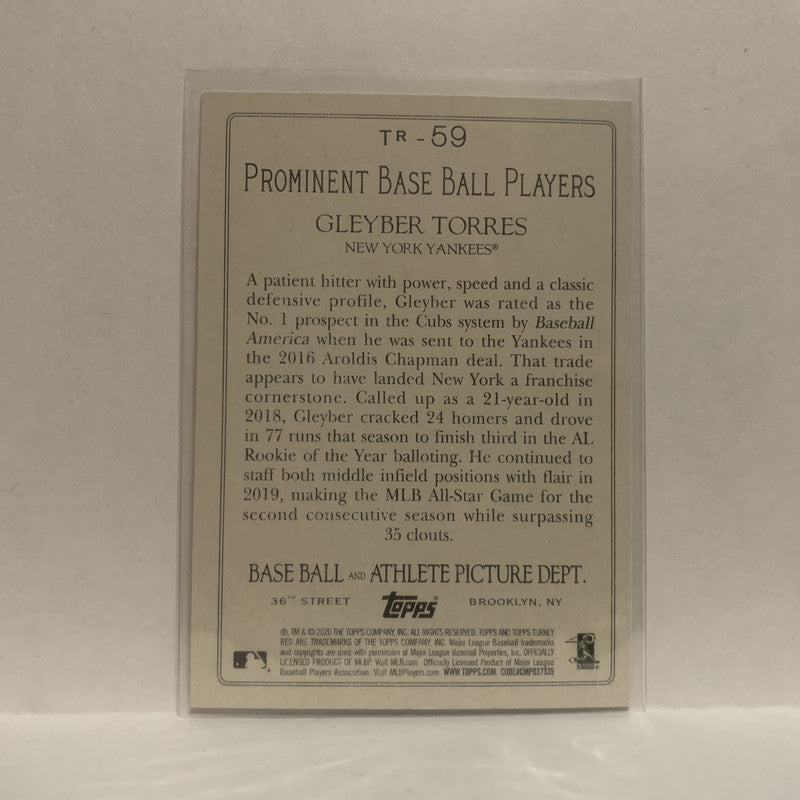 TR - 59
PROMINENT BASE BALL PLAYERS
GLEYBER TORRES
NEW YORK YANKEES®
A patient hitter with power, speed and a classic
defensive profile, Gleyber was rated as the
No. 1 prospect in the Cubs system by Baseball
America when he was sent to the Yankees in
the 2016 Aroldis Chapman deal. That trade
appears to have landed New York a franchise
cornerstone. Called up as a 21-year-old in
2018, Gleyber cracked 24 homers and drove
in 77 runs that season to finish third in the AL
Rookie of the Year balloting. He continued to
staff both middle infield positions with flair in
2019, making the MLB All-Star Game for the
second consecutive season while surpassing
35 clouts.
BASE BALL AND ATHLETE PICTURE DEPT.
36TH STREET topps® BROOKLYN, NY
®, TM & © 2020 THE TOPPS COMPANY, INC. ALL RIGHTS RESERVED. TOPPS AND TOPPS TURKEY
RED ARE TRADEMARKS OF THE TOPPS COMPANY, INC. Major League Baseball trademarks
and copyrights are used with permission of Major League Baseball Properties, Inc. OFFICIALLY
LICENSED PRODUCT OF MLBP. Visit MLB.com. Officially Licensed Product of Major League
Baseball Players Association. Visit MLBPlayers.com. WWW.TOPPS.COM. CODE#CMP037835